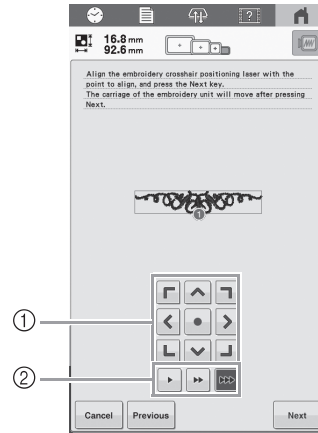 ?
16.8 mm
92.6 mm
Align the embroidery crosshair positioning laser with the
point to align, and press the Next key.
The carriage of the embroidery unit will move after pressing
Next.
1
①
②
Cancel Previous Next